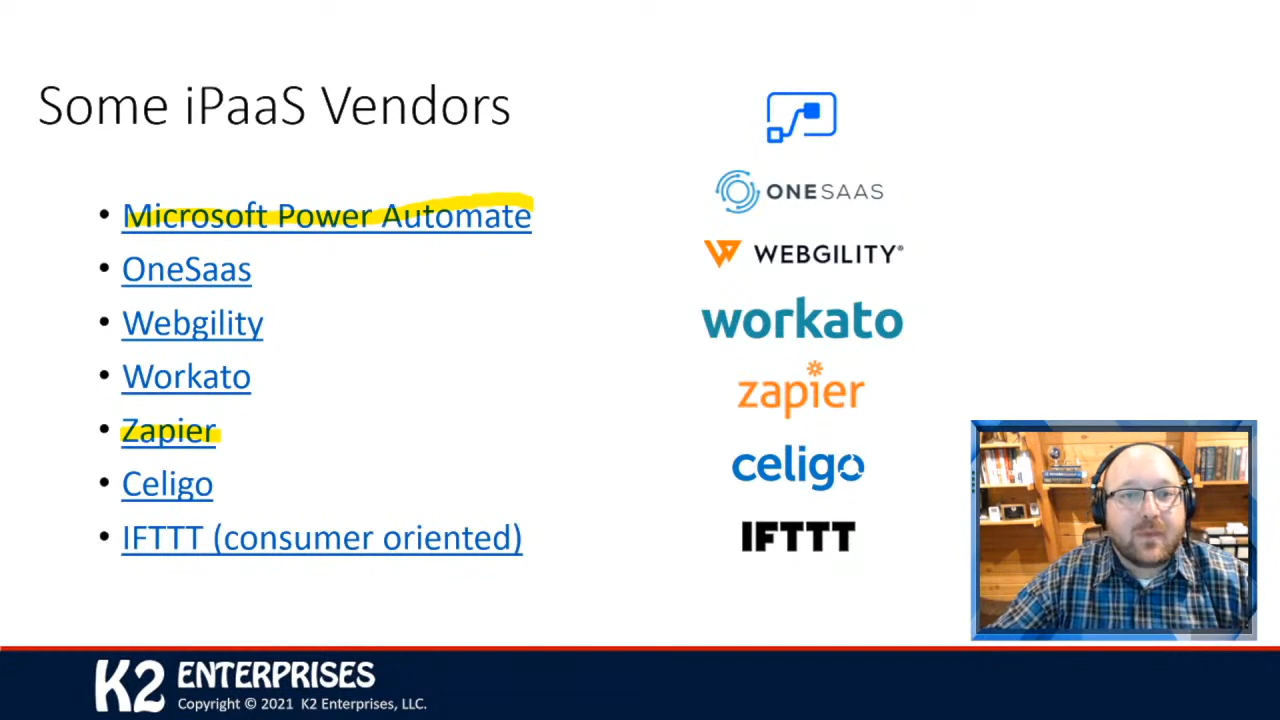 Some iPaaS Vendors
• Microsoft Power Automate
• OneSaas
• Webgility
• Workato
• Zapier
• Celigo
• IFTTT (consumer oriented)
ONESAAS
WEBGILITY®
workato
zapier
celigo
IFTTT
K2 ENTERPRISES
Copyright © 2021 K2 Enterprises, LLC.